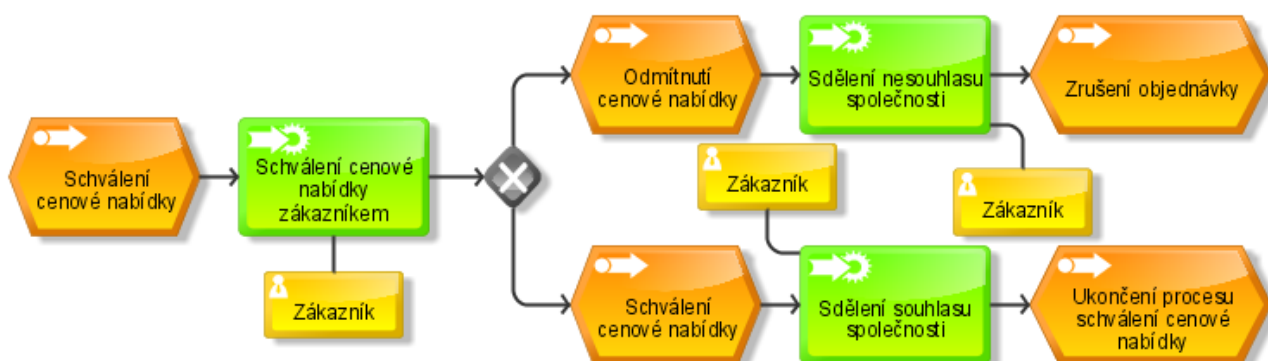 Schválení
cenové nabídky
Schválení cenové
nabídky
zákazníkem
Zákazník
Odmítnutí
cenové nabídky
Sdělení nesouhlasu
společnosti
Zrušení objednávky
Zákazník
Zákazník
Schválení
cenové nabídky
Sdělení souhlasu
společnosti
Ukončení procesu
schválení cenové
nabídky